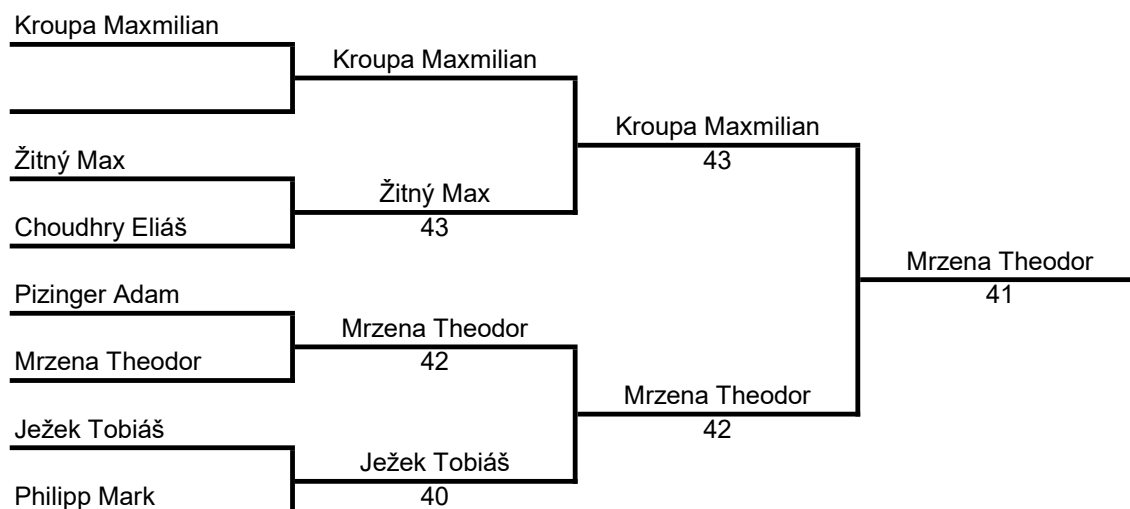 Kroupa Maxmilian
Kroupa Maxmilian
Kroupa Maxmilian
43
Žitný Max
Žitný Max
43
Choudhry Eliáš
Mrzena Theodor
41
Pizinger Adam
Mrzena Theodor
42
Mrzena Theodor
Mrzena Theodor
42
Ježek Tobiáš
Ježek Tobiáš
40
Philipp Mark